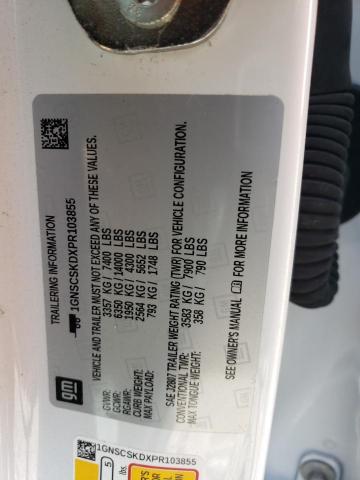 TRAILERING INFORMATION
1GNSCSKDXPR103855
VEHICLE AND TRAILER MUST NOT EXCEED ANY OF THESE VALUES.
GVWR: 3357 KG / 7400 LBS
GCWR: 6350 KG / 14000 LBS
RGAWR: 1950 KG / 4300 LBS
CURB WEIGHT: 2564 KG / 5652 LBS
MAX PAYLOAD: 793 KG / 1748 LBS
SAE J2807 TRAILER WEIGHT RATING (TWR) FOR VEHICLE CONFIGURATION.
CONVENTIONAL TWR: 3583 KG / 7900 LBS
MAX TONGUE WEIGHT: 358 KG / 790 LBS
SEE OWNER'S MANUAL FOR MORE INFORMATION
gm
1GNSCSKDXPR103855
5
lbs.